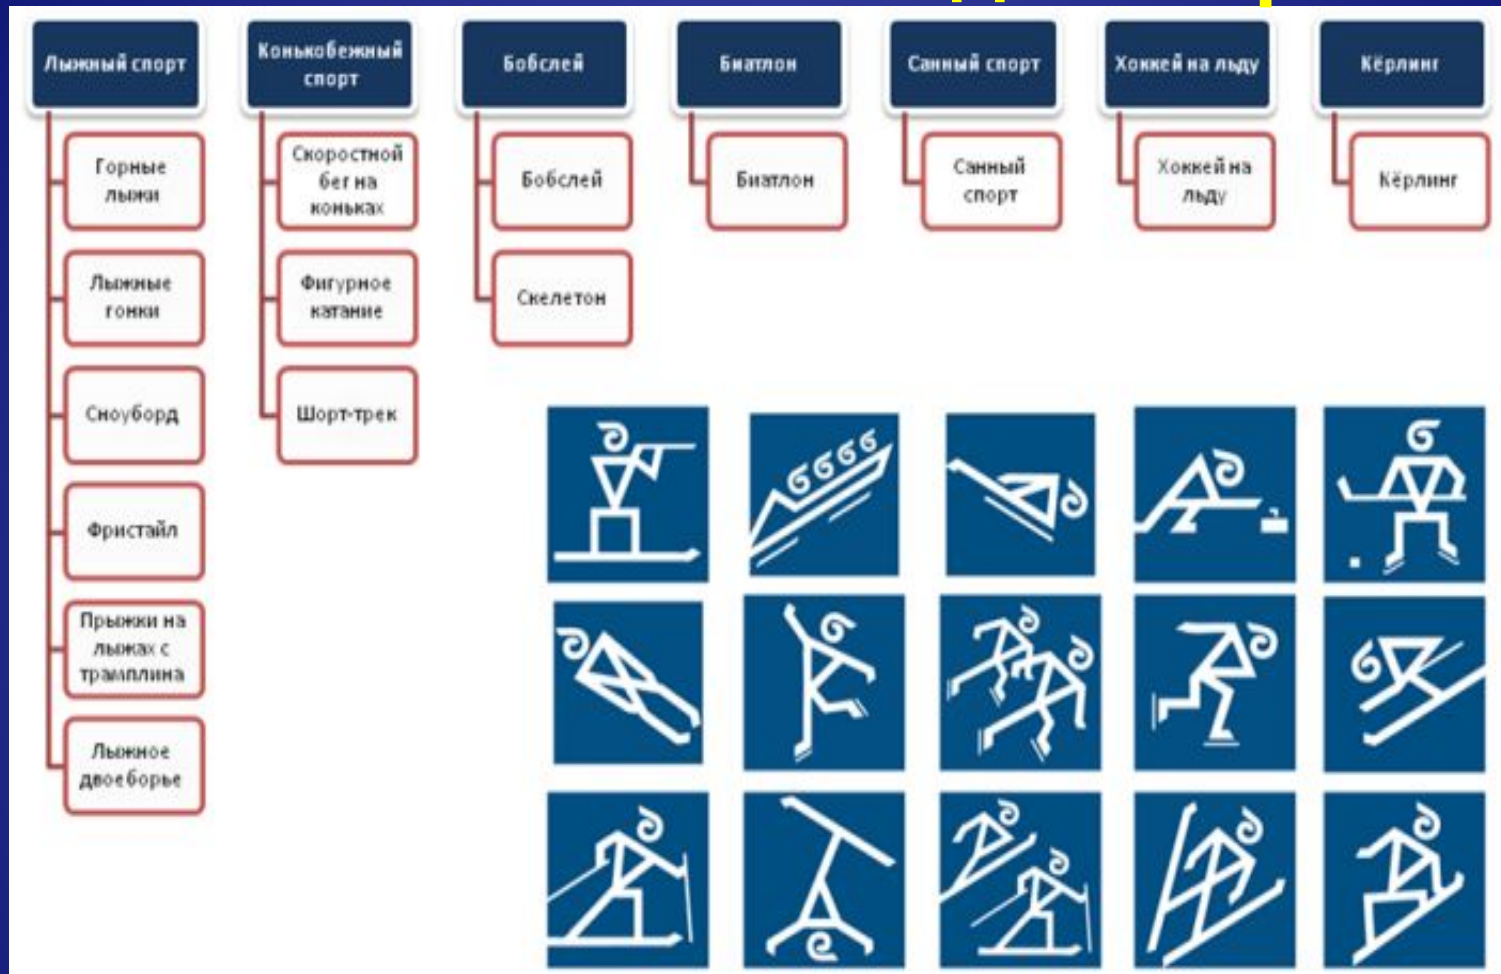 Лыжный спорт
Конькобежный
спорт
Бобслей
Биатлон
Санный спорт
Хоккей на льду
Кёрлинг
Горные
лыжи
Лыжные
гонки
Сноуборд
Фристайл
Прыжки на
лыжах с
трамплина
Лыжное
двоеборье
Скоростной
бег на
коньках
Фигурное
катание
Шорт-трек
Бобслей
Скелетон
Биатлон
Санный
спорт
Хоккей на
льду
Кёрлинг